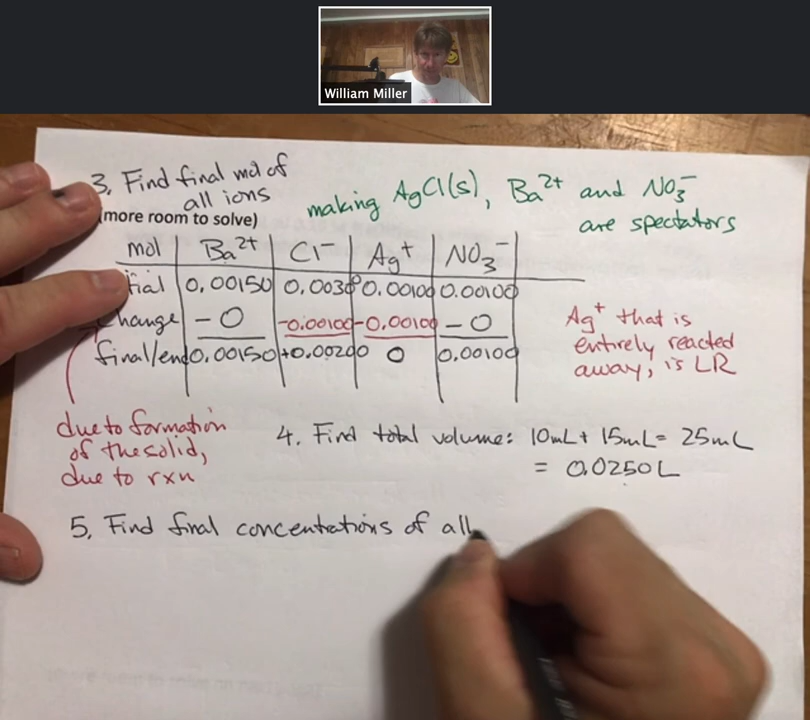 William Miller
3. Find final mol of
all ions
(more room to solve)
making AgCl(s), Ba²⁺ and NO₃⁻
are spectators
mol | Ba²⁺ | Cl⁻ | Ag⁺ | NO₃⁻
tial 0.00150 0.0030 0.00100 0.00100
change - 0 -0.00100 -0.00100 - 0
final/end 0.00150 +0.00200 0 0.00100
Ag⁺ that is
entirely reacted
away, is LR
due to formation
of the solid,
due to rxn
4. Find total volume: 10mL + 15mL = 25mL
= 0.0250L
5. Find final concentrations of all